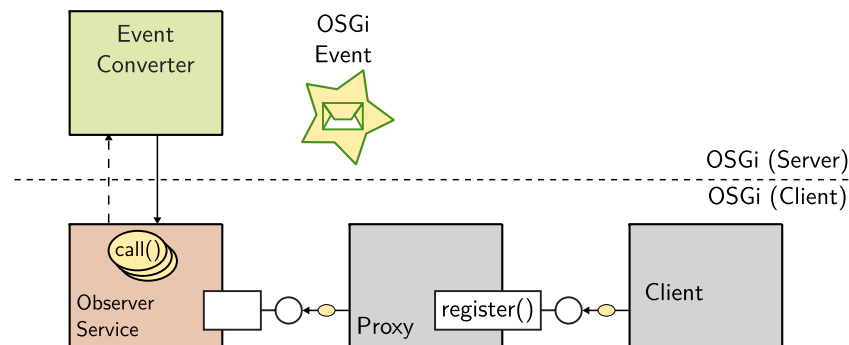 Event
Converter
OSGi
Event
OSGi (Server)
OSGi (Client)
call()
Observer
Service
Proxy
register()
Client